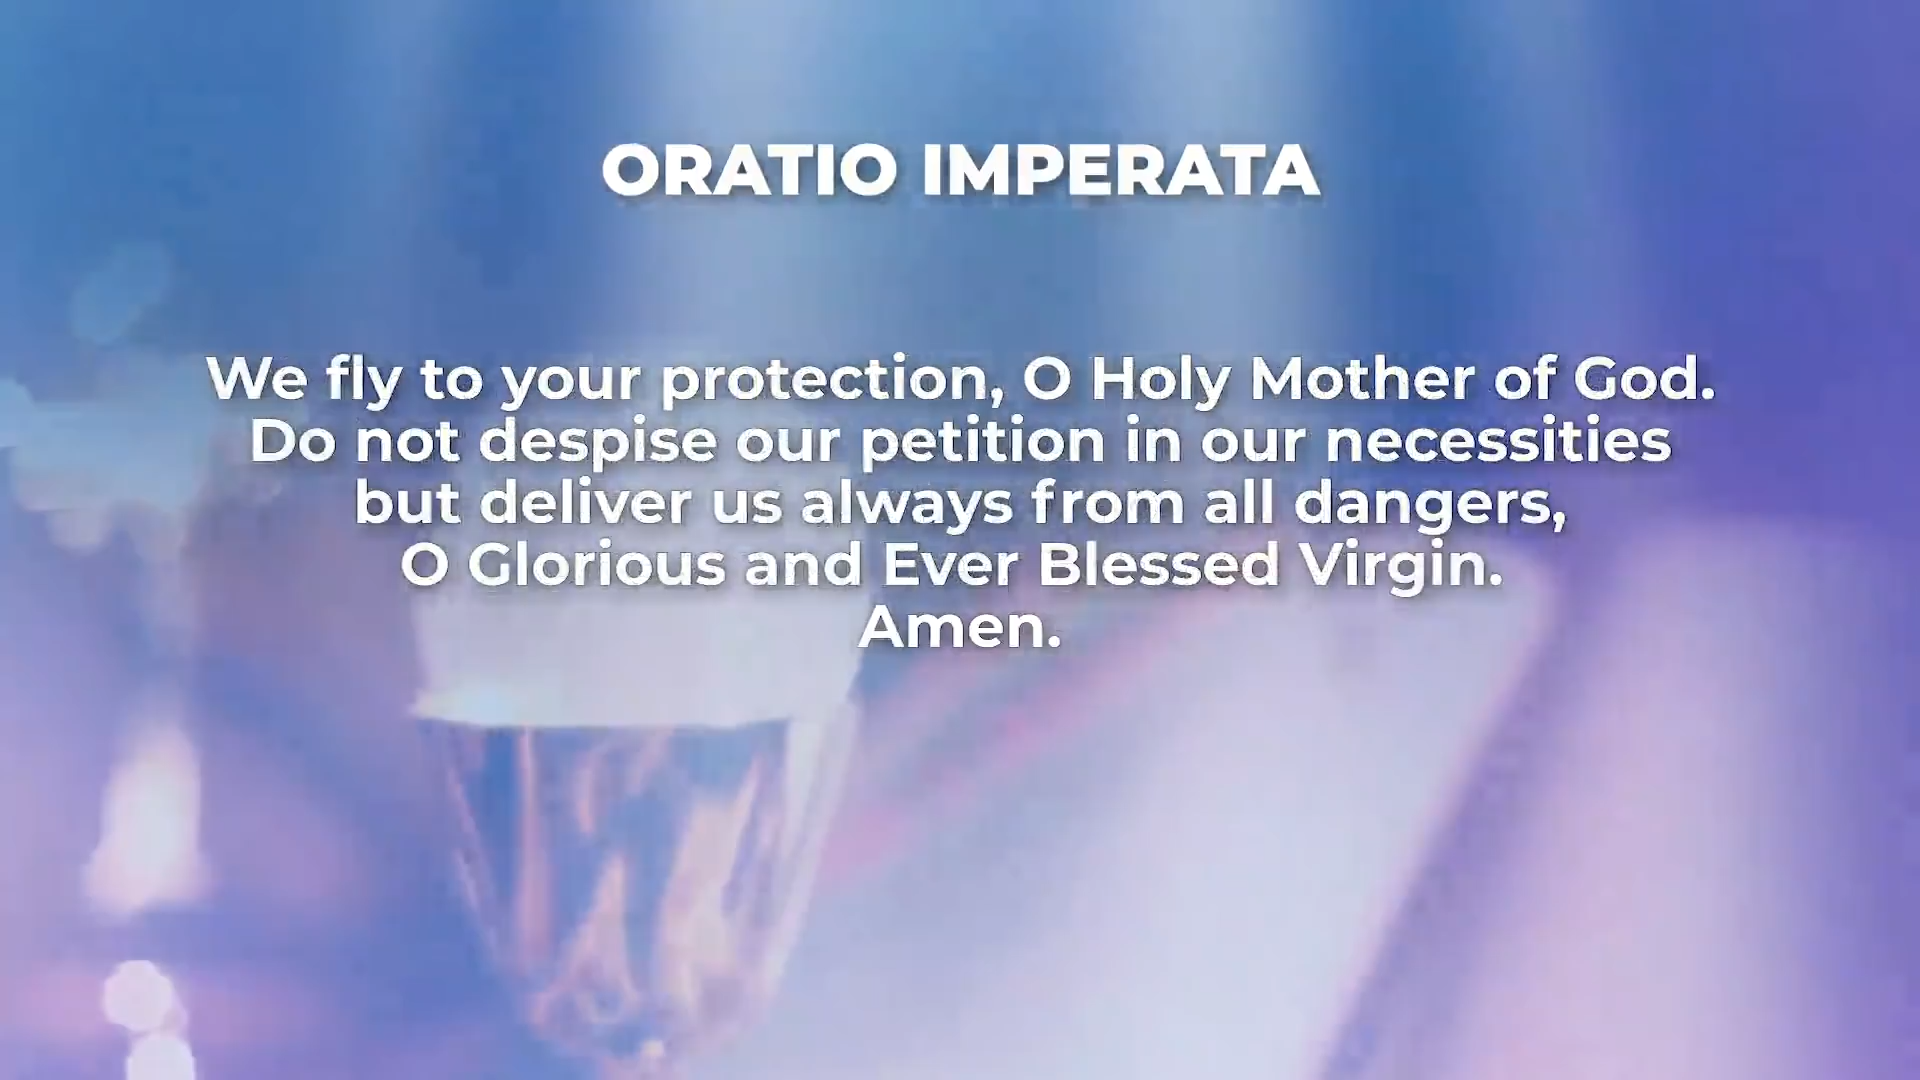 ORATIO IMPERATA
We fly to your protection, O Holy Mother of God.
Do not despise our petition in our necessities
but deliver us always from all dangers,
O Glorious and Ever Blessed Virgin.
Amen.